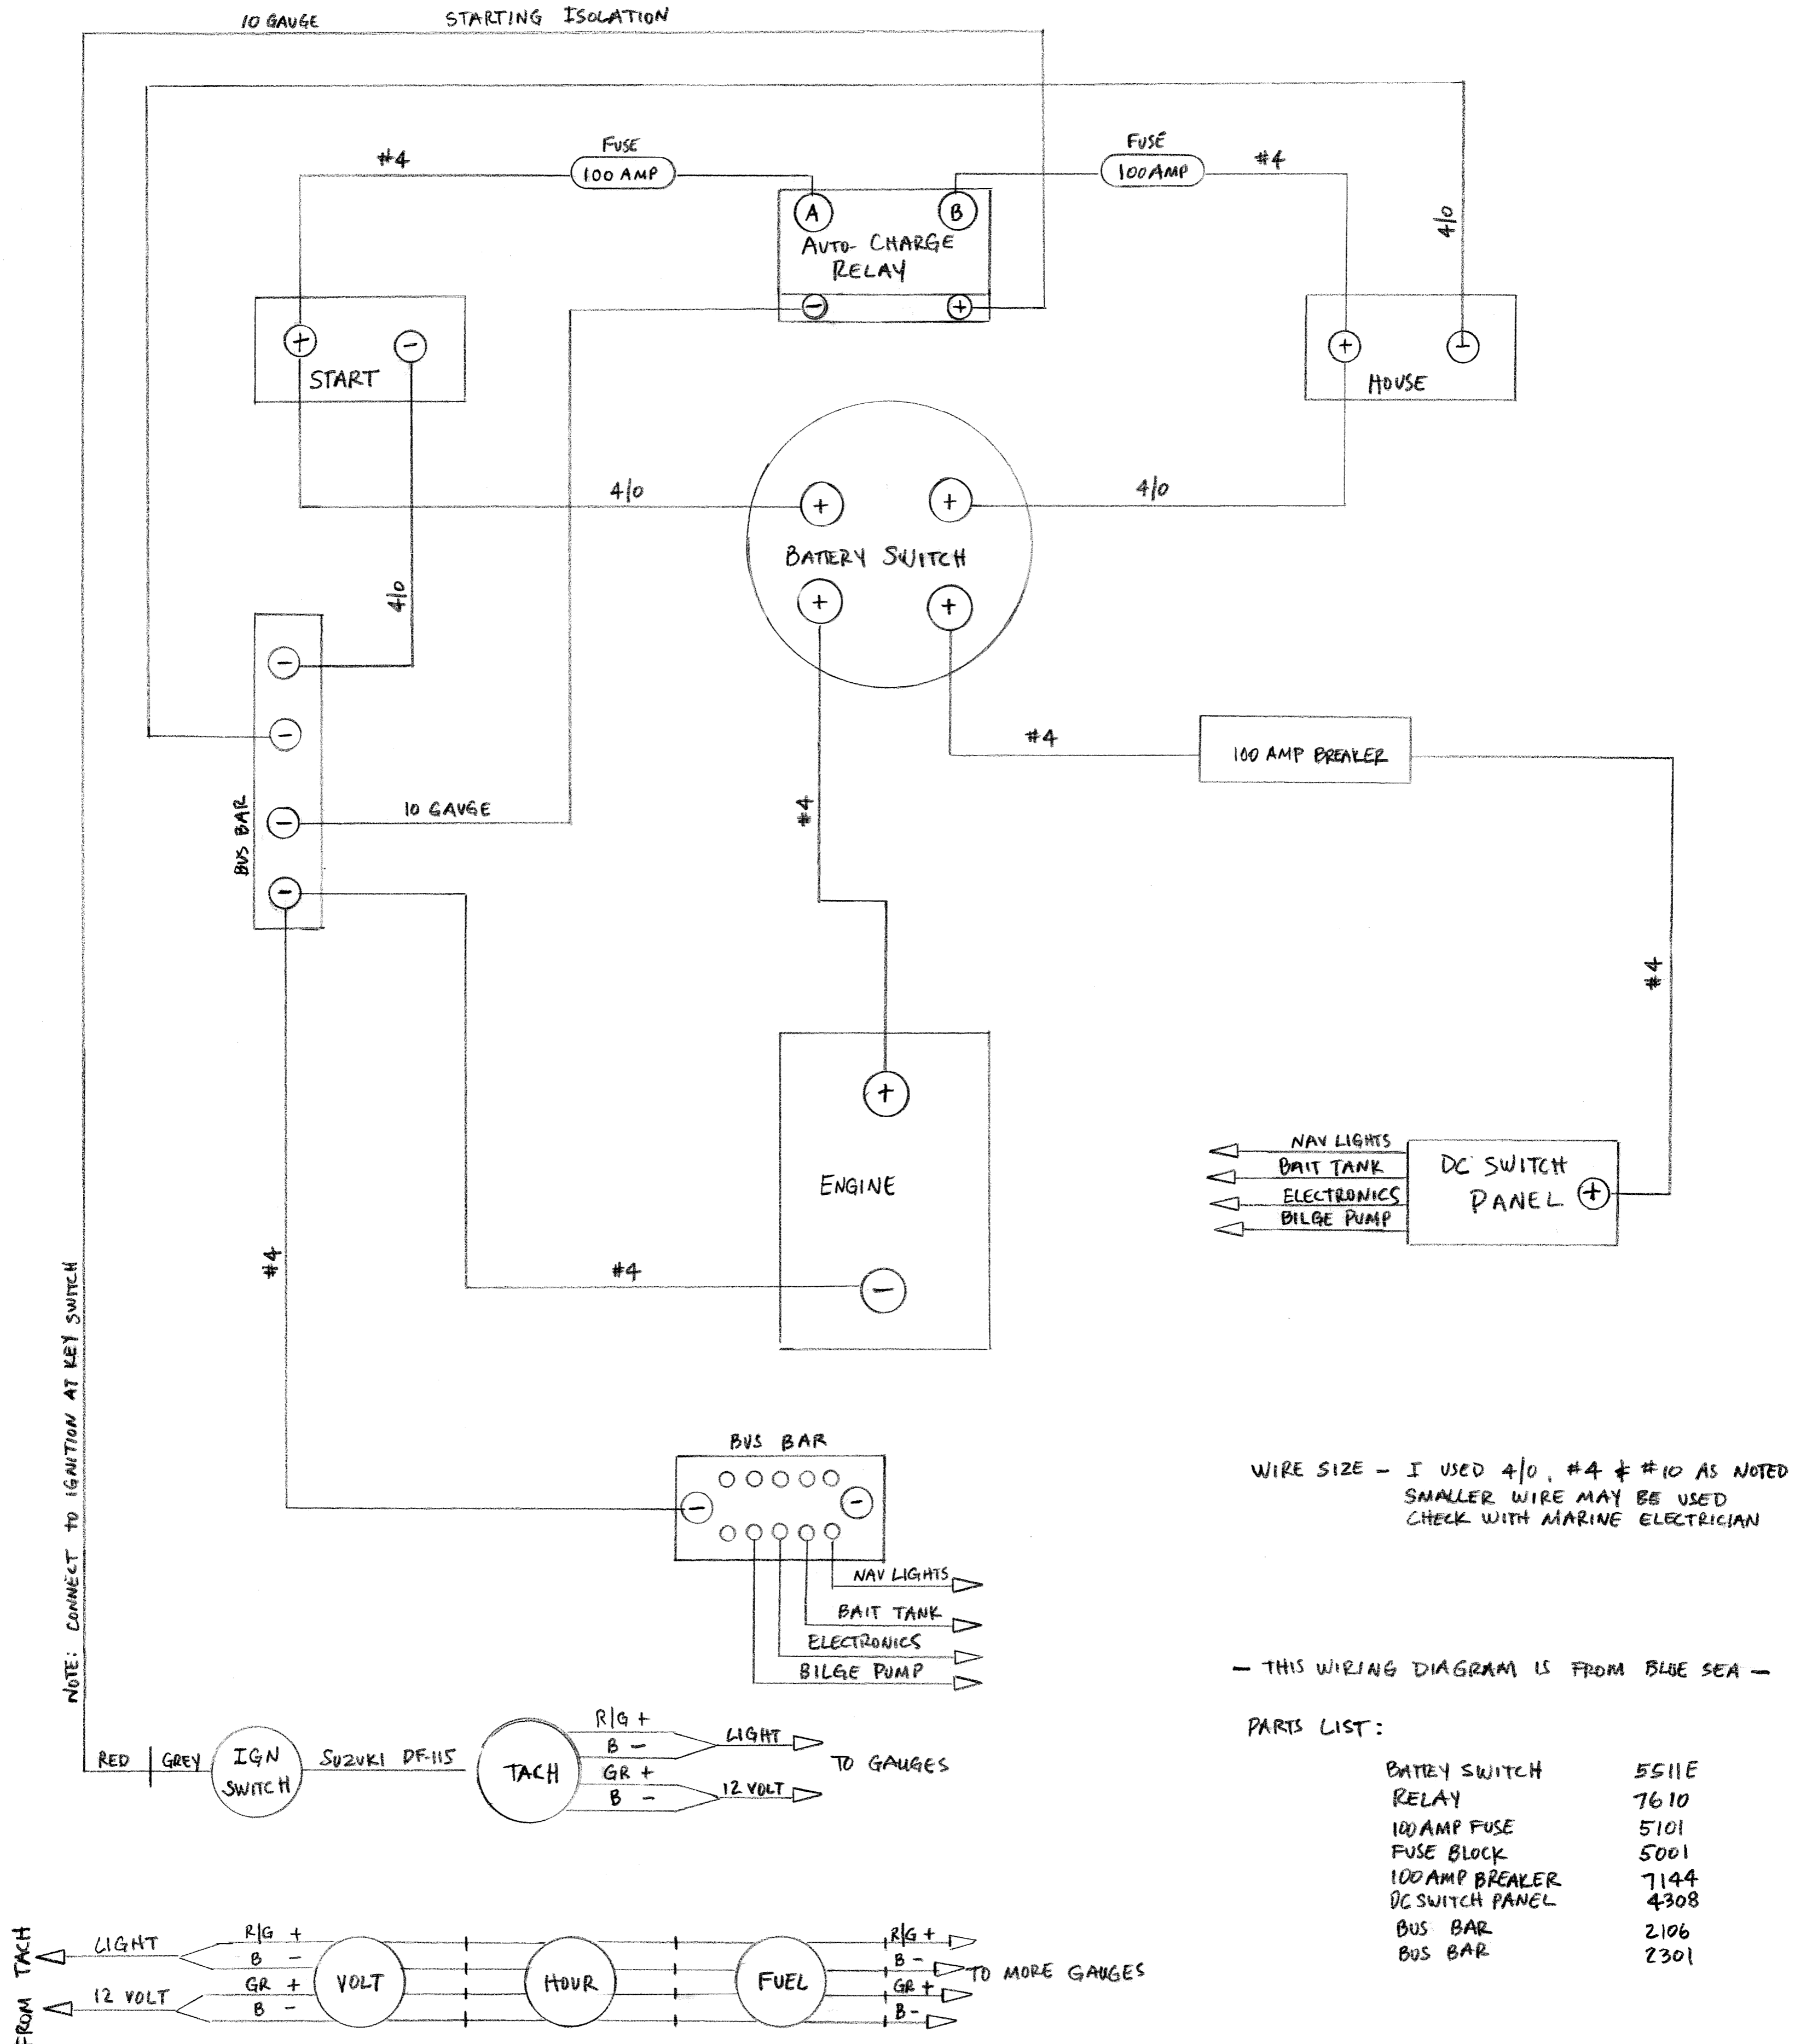 10 GAUGE
STARTING ISOLATION
#4
FUSE
100 AMP
FUSE
100 AMP
#4
4/0
A
B
AUTO-CHARGE
RELAY
-
+
+
-
START
+
-
HOUSE
4/0
4/0
+
+
BATTERY SWITCH
+
+
4/0
-
-
-
-
BUS BAR
10 GAUGE
#4
#4
100 AMP BREAKER
#4
+
ENGINE
-
NAV LIGHTS
BAIT TANK
ELECTRONICS
BILGE PUMP
DC SWITCH
PANEL
+
#4
#4
NOTE: CONNECT TO IGNITION AT KEY SWITCH
BUS BAR
-
-
NAV LIGHTS
BAIT TANK
ELECTRONICS
BILGE PUMP
WIRE SIZE - I USED 4/0, #4 & #10 AS NOTED
SMALLER WIRE MAY BE USED
CHECK WITH MARINE ELECTRICIAN
- THIS WIRING DIAGRAM IS FROM BLUE SEA -
RED
GREY
IGN
SWITCH
SUZUKI DF-115
TACH
R/G +
B -
GR +
B -
LIGHT
12 VOLT
TO GAUGES
PARTS LIST:
BATTEY SWITCH 5511E
RELAY 7610
100 AMP FUSE 5101
FUSE BLOCK 5001
100 AMP BREAKER 7144
DC SWITCH PANEL 4308
BUS BAR 2106
BUS BAR 2301
FROM TACH
LIGHT
12 VOLT
R/G +
B -
GR +
B -
VOLT
HOUR
FUEL
R/G +
B -
GR +
B -
TO MORE GAUGES